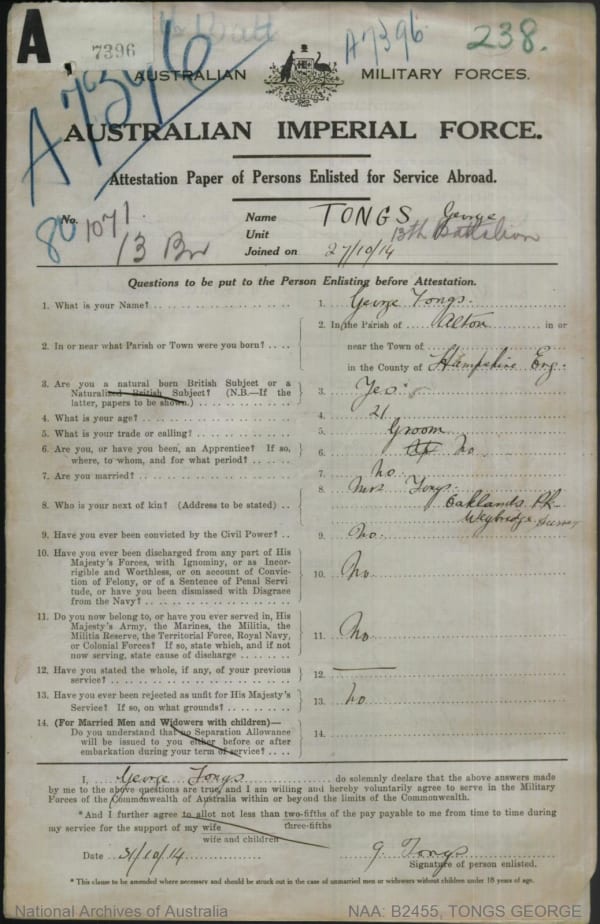 A
7396
A7396
A7396
238.
AUSTRALIAN MILITARY FORCES.
AUSTRALIAN IMPERIAL FORCE.
Attestation Paper of Persons Enlisted for Service Abroad.
80
No. 1071.
13 Bn
Name TONGS George
Unit 13th Battalion
Joined on 27/10/14
Questions to be put to the Person Enlisting before Attestation.
1. What is your Name? 1. George Tongs.
2. In or near what Parish or Town were you born? 2. In the Parish of Alton in or
near the Town of
in the County of Hampshire Eng.
3. Are you a natural born British Subject or a
Naturalised British Subject? (N.B.—If the
latter, papers to be shown.) 3. Yes
4. What is your age? 4. 21
5. What is your trade or calling? 5. Groom
6. Are you, or have you been, an Apprentice? If so,
where, to whom, and for what period? 6. No.
7. Are you married? 7. No
8. Who is your next of kin? (Address to be stated) 8. Mrs Tongs.
Oaklands Pk
Weybridge Surrey
9. Have you ever been convicted by the Civil Power? 9. No.
10. Have you ever been discharged from any part of His
Majesty's Forces, with Ignominy, or as Incor-
rigible and Worthless, or on account of Convic-
tion of Felony, or of a Sentence of Penal Servi-
tude, or have you been dismissed with Disgrace
from the Navy? 10. No
11. Do you now belong to, or have you ever served in, His
Majesty's Army, the Marines, the Militia, the
Militia Reserve, the Territorial Force, Royal Navy,
or Colonial Forces? If so, state which, and if not
now serving, state cause of discharge 11. No
12. Have you stated the whole, if any, of your previous
service? 12.
13. Have you ever been rejected as unfit for His Majesty's
Service? If so, on what grounds? 13. No
14. (For Married Men and Widowers with children)—
Do you understand that no Separation Allowance
will be issued to you either before or after
embarkation during your term of service? 14.
I, George Tongs do solemnly declare that the above answers made
by me to the above questions are true, and I am willing and hereby voluntarily agree to serve in the Military
Forces of the Commonwealth of Australia within or beyond the limits of the Commonwealth.
*And I further agree to allot not less than two-fifths of the pay payable to me from time to time during
three-fifths
my service for the support of my wife
wife and children
Date 31/10/14 G. Tongs
Signature of person enlisted.
* This clause to be amended where necessary and should be struck out in the case of unmarried men or widowers without children under 18 years of age.
National Archives of Australia NAA: B2455, TONGS GEORGE